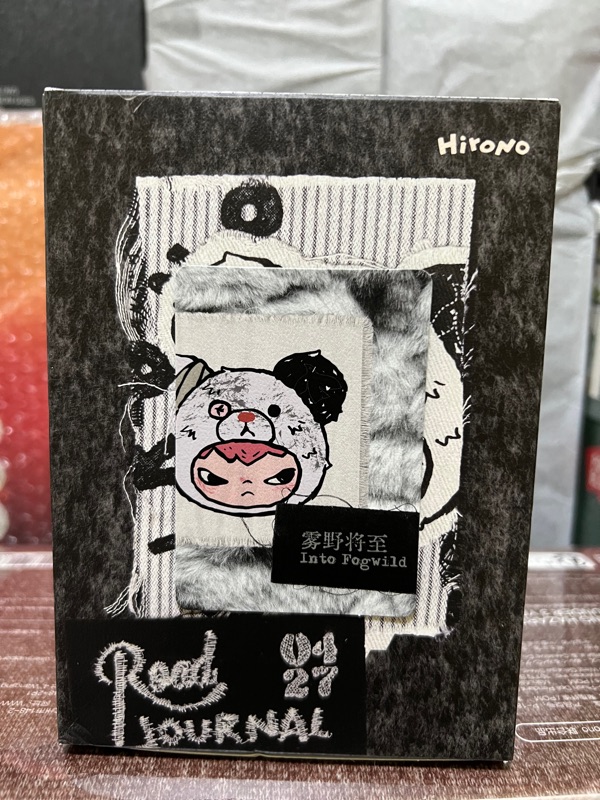 Hirono
雾野将至
Into Fogwild
Road
JOURNAL
04
27